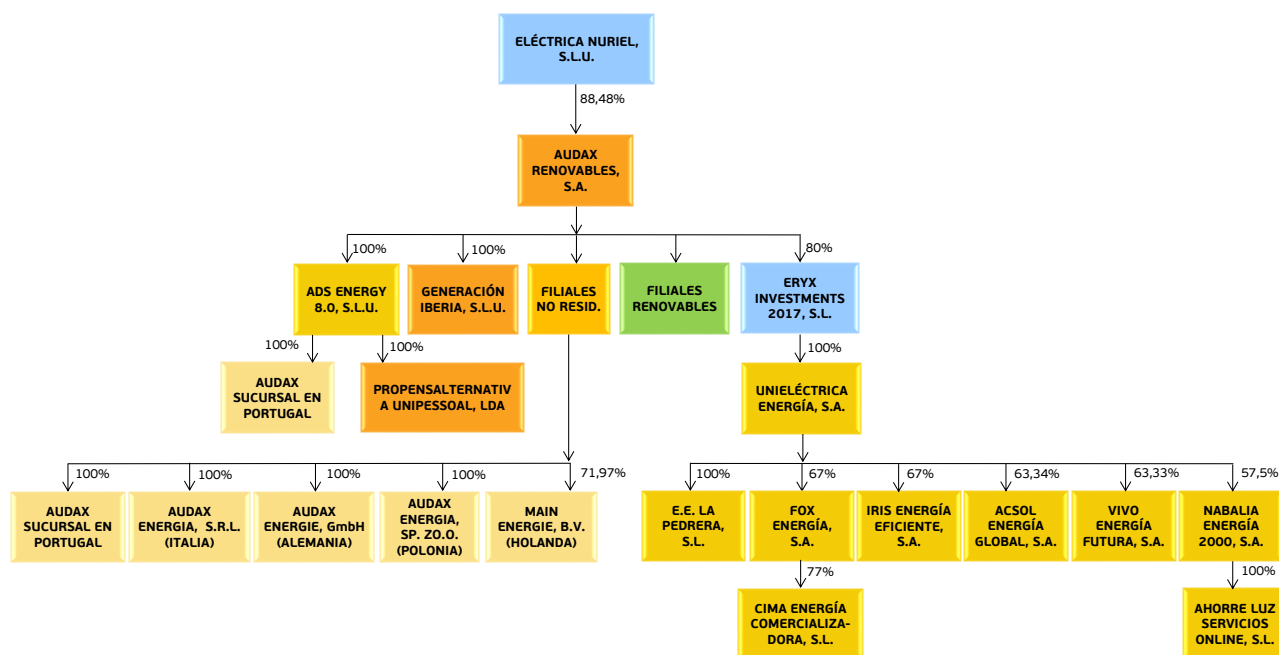 ELÉCTRICA NURIEL,
S.L.U.
88,48%
AUDAX
RENOVABLES,
S.A.
100%
100%
80%
ADS ENERGY
8.0, S.L.U.
GENERACIÓN
IBERIA, S.L.U.
FILIALES
NO RESID.
FILIALES
RENOVABLES
ERYX
INVESTMENTS
2017, S.L.
100%
100%
100%
AUDAX
SUCURSAL EN
PORTUGAL
PROPENSALTERNATIV
A UNIPESSOAL, LDA
UNIELÉCTRICA
ENERGÍA, S.A.
100%
100%
100%
100%
71,97%
100%
67%
67%
63,34%
63,33%
57,5%
AUDAX
SUCURSAL EN
PORTUGAL
AUDAX
ENERGIA, S.R.L.
(ITALIA)
AUDAX
ENERGIE, GmbH
(ALEMANIA)
AUDAX
ENERGIA,
SP. ZO.O.
(POLONIA)
MAIN
ENERGIE, B.V.
(HOLANDA)
E.E. LA
PEDRERA,
S.L.
FOX
ENERGÍA,
S.A.
IRIS ENERGÍA
EFICIENTE,
S.A.
ACSOL
ENERGÍA
GLOBAL, S.A.
VIVO
ENERGÍA
FUTURA, S.A.
NABALIA
ENERGÍA
2000, S.A.
77%
100%
CIMA ENERGÍA
COMERCIALIZA-
DORA, S.L.
AHORRE LUZ
SERVICIOS
ONLINE, S.L.